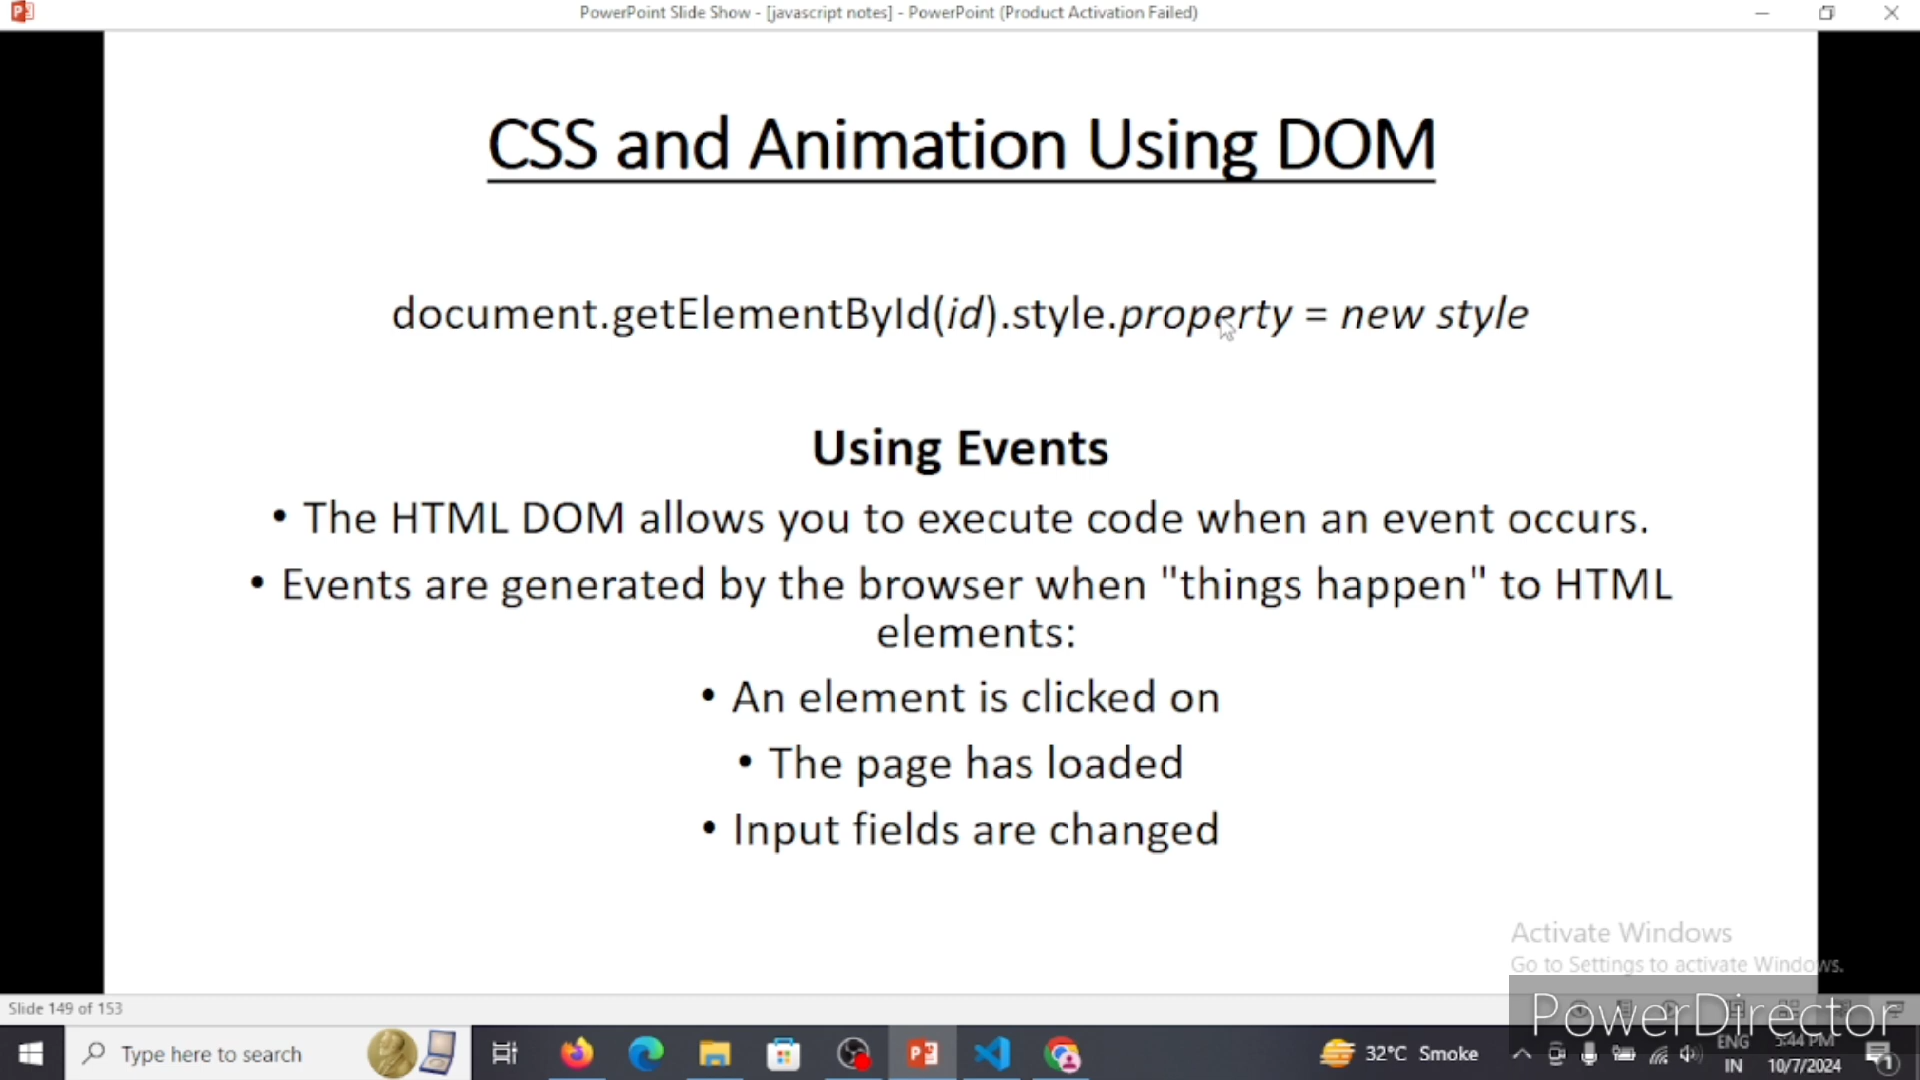 PowerPoint Slide Show - [javascript notes] - PowerPoint (Product Activation Failed)
CSS and Animation Using DOM
document.getElementById(id).style.property = new style
Using Events
• The HTML DOM allows you to execute code when an event occurs.
• Events are generated by the browser when "things happen" to HTML
elements:
• An element is clicked on
• The page has loaded
• Input fields are changed
Activate Windows
Go to Settings to activate Windows.
Slide 149 of 153
PowerDirector
Type here to search
32°C Smoke
ENG
IN
5:44 PM
10/7/2024
1